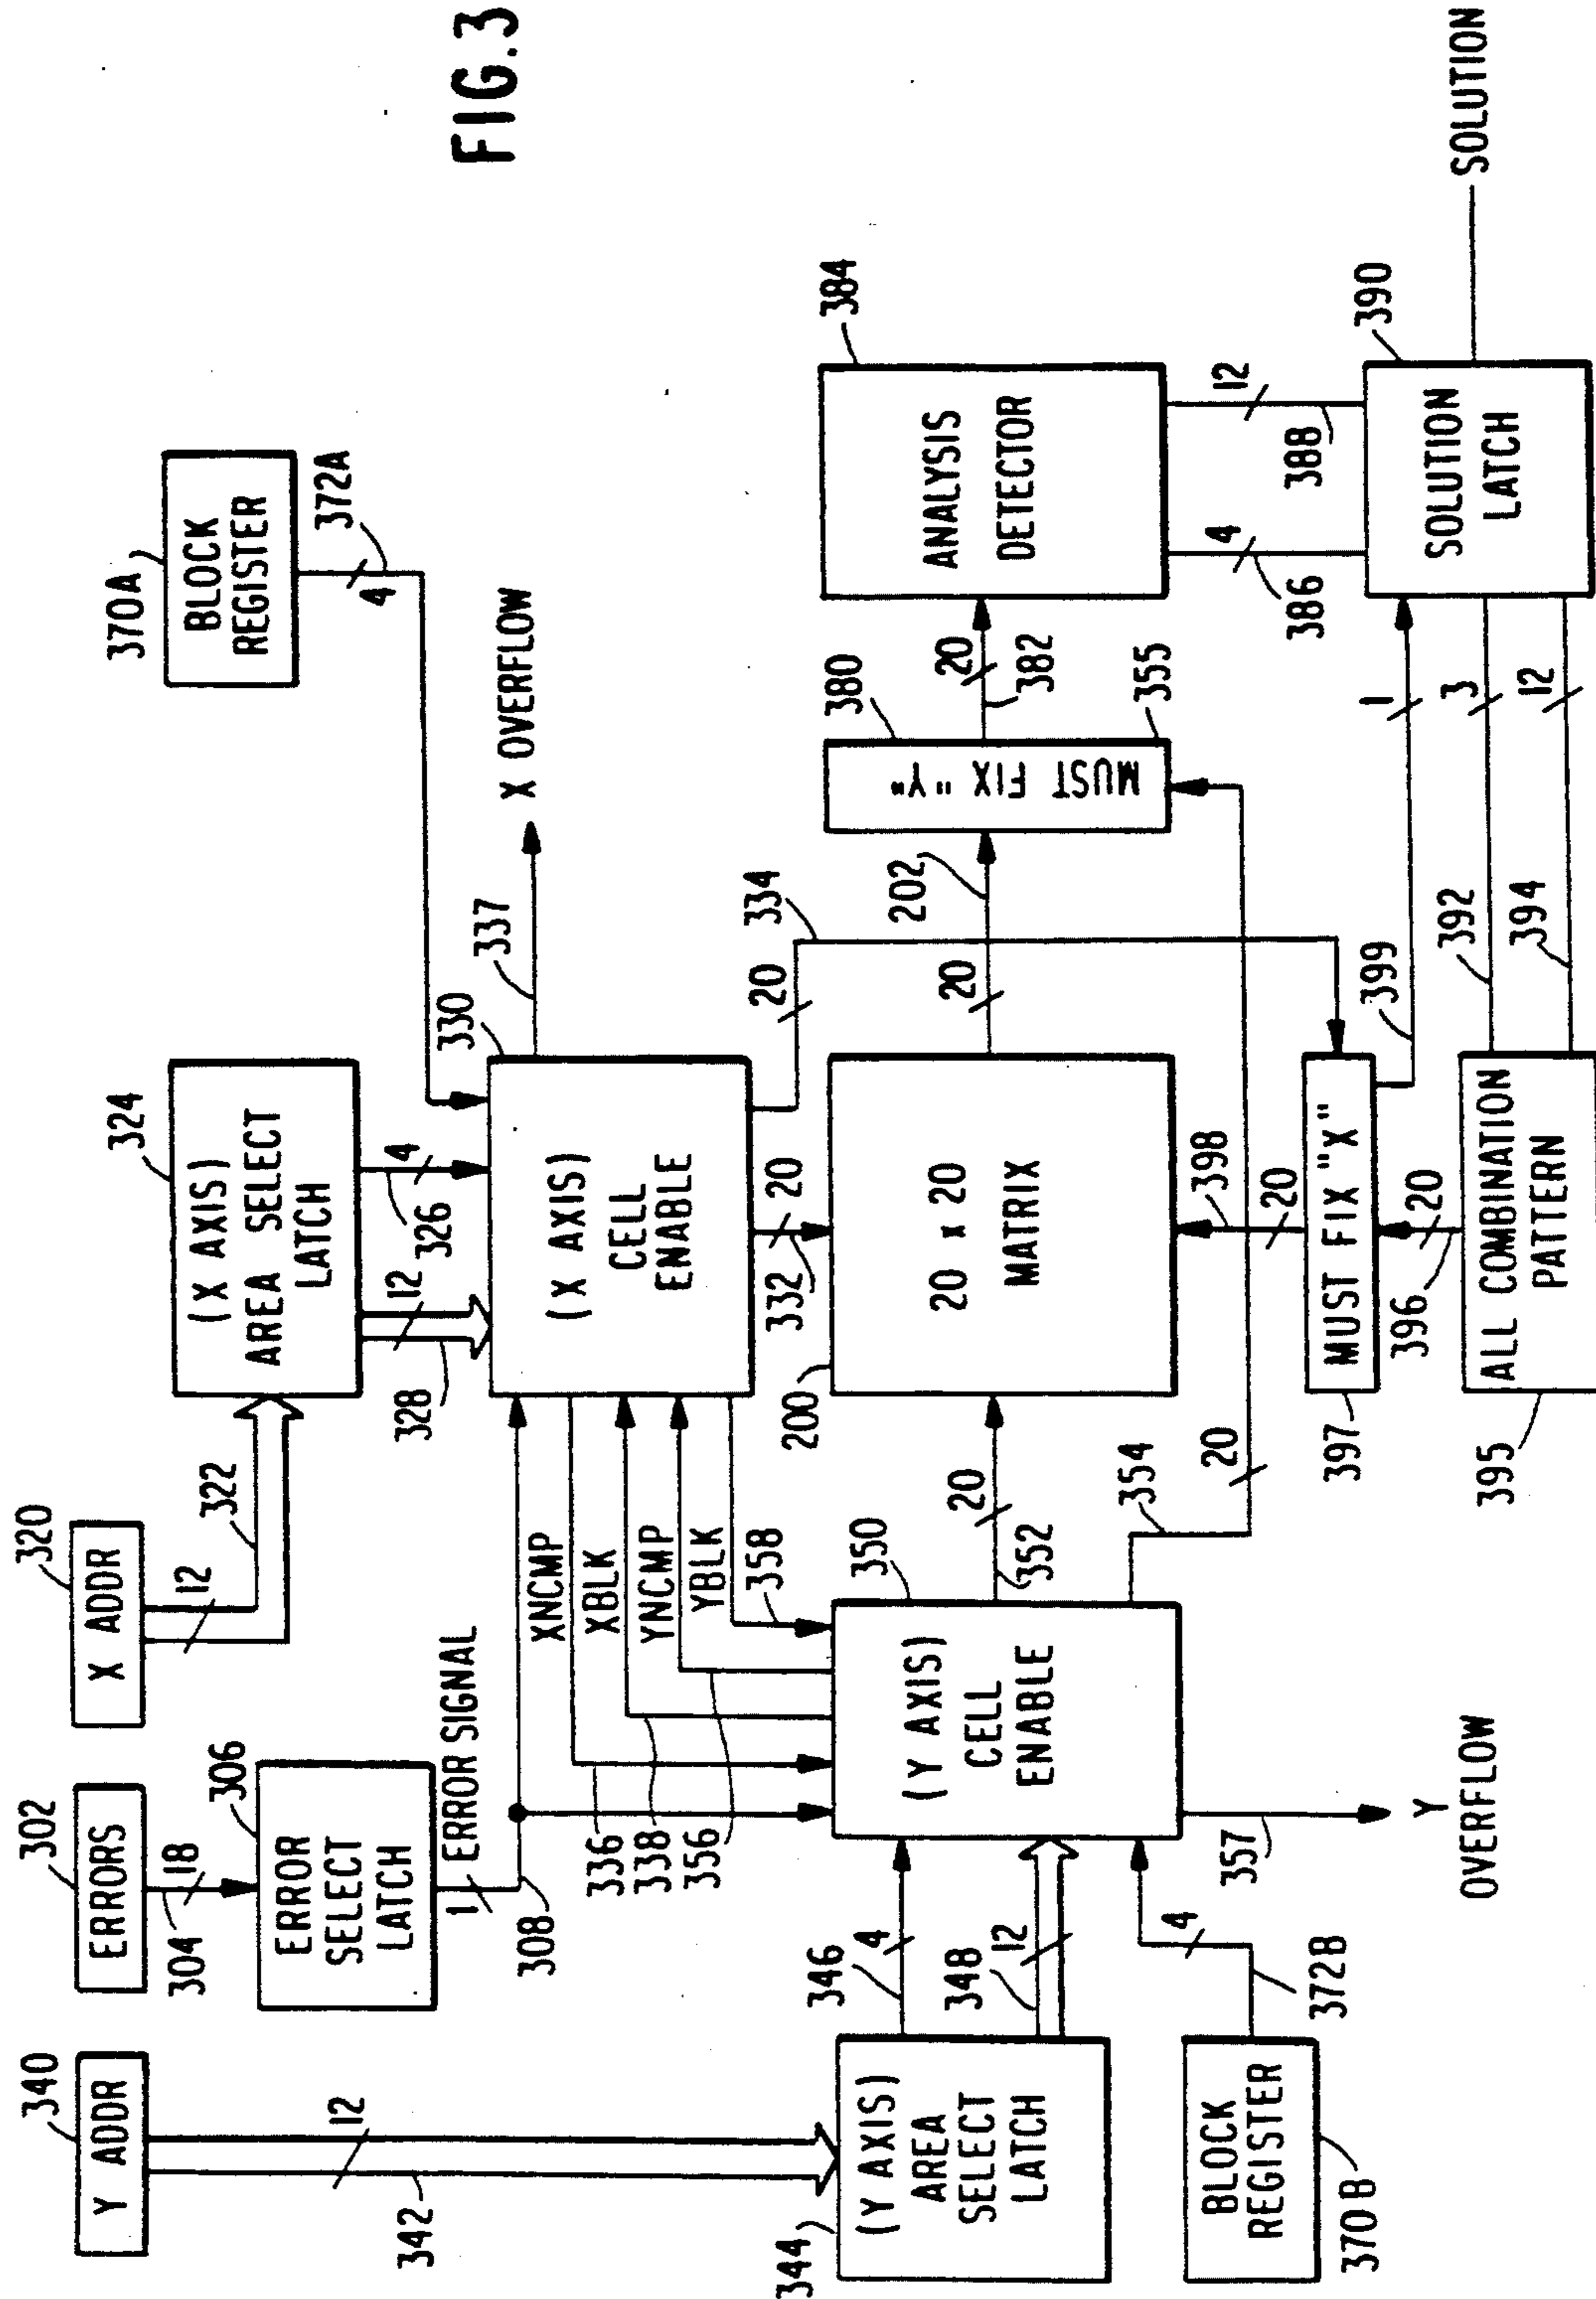 FIG.3
340
Y ADDR
12
342
302
ERRORS
304
18
306
ERROR
SELECT
LATCH
1
ERROR SIGNAL
308
320
X ADDR
12
322
324
(X AXIS)
AREA SELECT
LATCH
12
328
4
326
370A
BLOCK
REGISTER
4
372A
330
(X AXIS)
CELL
ENABLE
337
X OVERFLOW
XNCMP
XBLK
YNCMP
YBLK
336
338
356
358
332
20
20
334
344
(Y AXIS)
AREA
SELECT
LATCH
346
4
348
12
370B
BLOCK
REGISTER
4
372B
350
(Y AXIS)
CELL
ENABLE
357
Y
OVERFLOW
20
352
354
20
200
20 x 20
MATRIX
20
202
380
MUST FIX "Y"
355
20
382
384
ANALYSIS
DETECTOR
4
386
12
388
390
SOLUTION
LATCH
SOLUTION
398
20
397
MUST FIX "X"
399
1
396
20
395
ALL COMBINATION
PATTERN
392
3
394
12